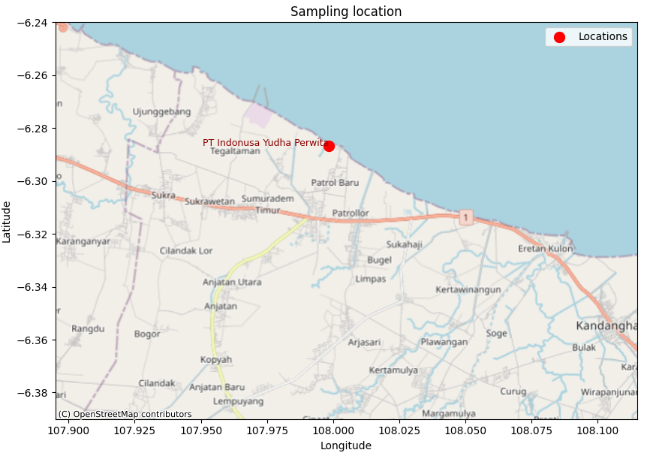 Sampling location
Locations
−6.24
−6.26
−6.28
−6.30
−6.32
−6.34
−6.36
−6.38
Latitude
Ujunggebang
PT Indonusa Yudha Perwita
Tegaltaman
Patrol Baru
Sukra
Sukrawetan
Sumuradem
Timur
Patrollor
1
Karanganyar
Cilandak Lor
Sukahaji
Eretan Kulon
Bugel
Anjatan Utara
Limpas
Kertawinangun
Anjatan
Rangdu
Bogor
Arjasari
Plawangan
Soge
Kandangha
Bulak
Kopyah
Kertamulya
Cilandak
Anjatan Baru
Curug
Wirapanjunan
Lempuyang
Margamulya
(C) OpenStreetMap contributors
107.900
107.925
107.950
107.975
108.000
108.025
108.050
108.075
108.100
Longitude